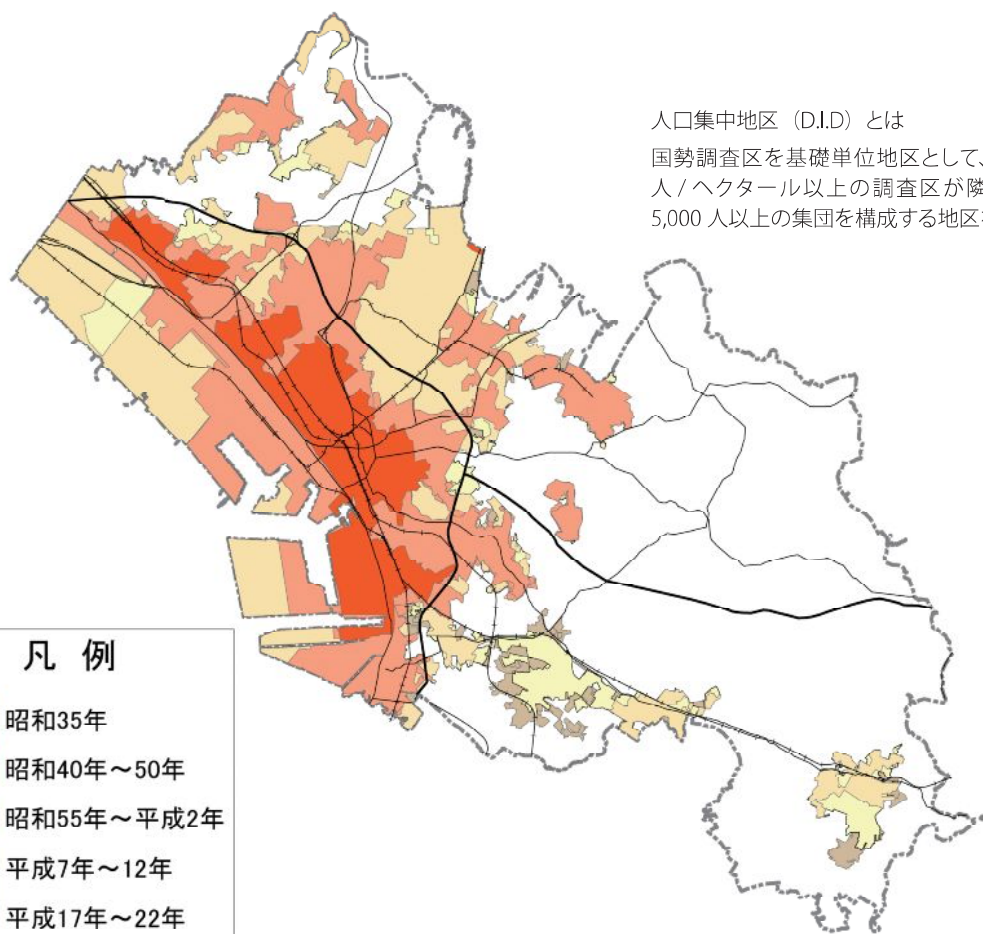 人口集中地区（D.I.D）とは
国勢調査区を基礎単位地区として、
人/ヘクタール以上の調査区が隣
5,000 人以上の集団を構成する地区
凡 例
昭和35年
昭和40年～50年
昭和55年～平成2年
平成7年～12年
平成17年～22年